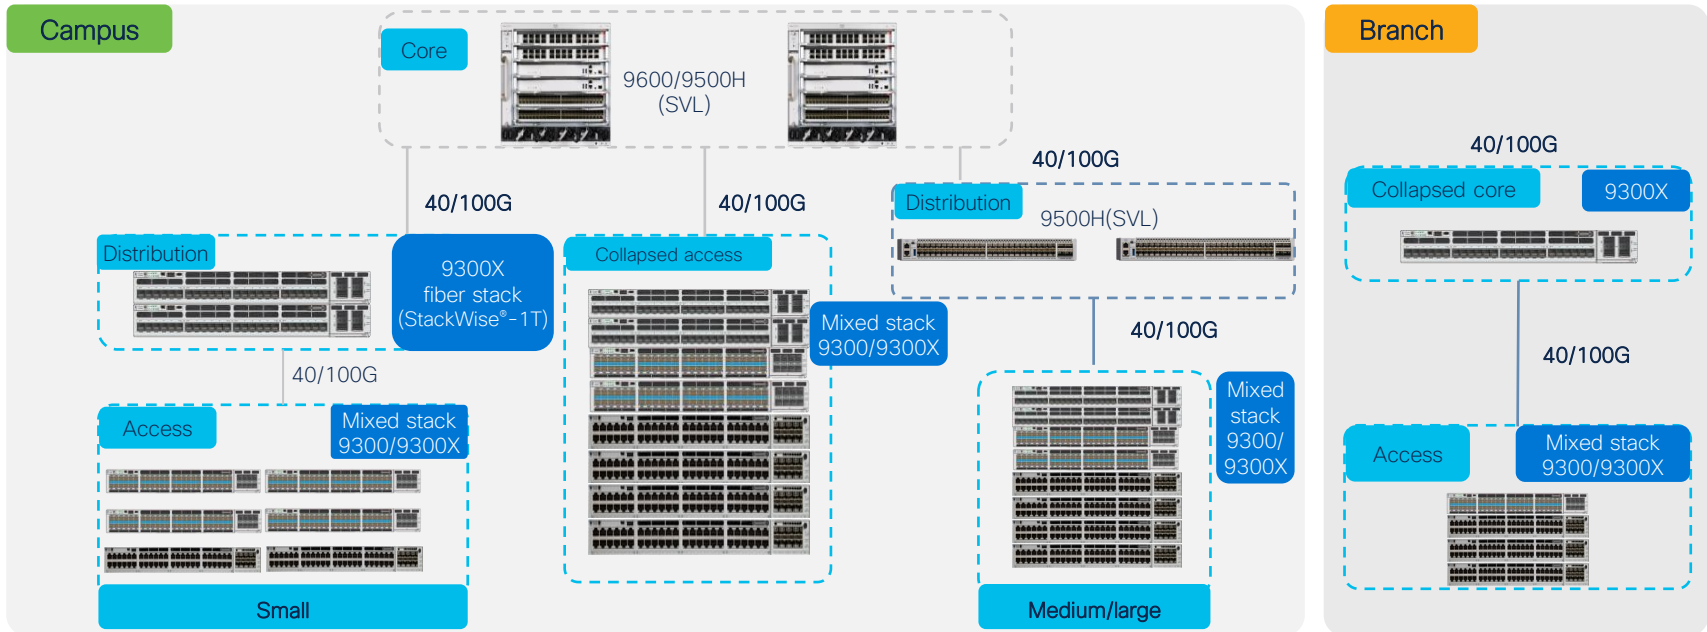 Campus
Core
9600/9500H
(SVL)
40/100G
40/100G
40/100G
Distribution
9300X
fiber stack
(StackWise®-1T)
40/100G
Access
Mixed stack
9300/9300X
Small
Collapsed access
Mixed stack
9300/9300X
Distribution
9500H(SVL)
40/100G
Mixed
stack
9300/
9300X
Medium/large
Branch
40/100G
Collapsed core
9300X
40/100G
Access
Mixed stack
9300/9300X